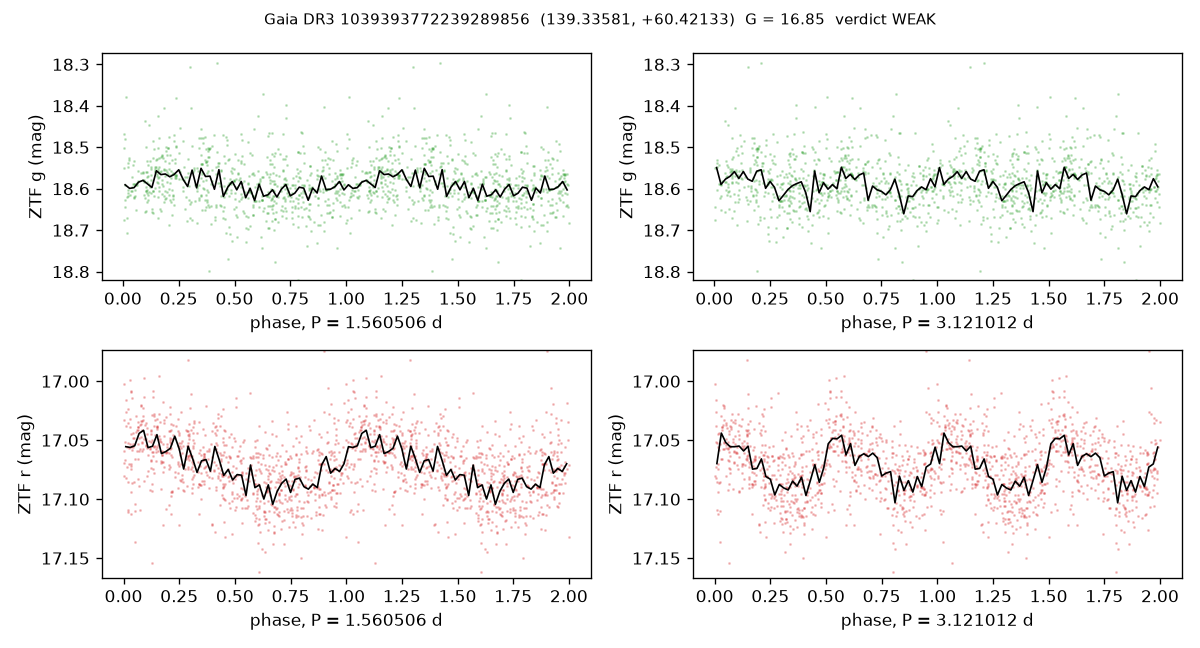 Gaia DR3 1039393772239289856  (139.33581, +60.42133)  G = 16.85  verdict WEAK
ZTF g (mag)
18.3
18.4
18.5
18.6
18.7
18.8
0.00 0.25 0.50 0.75 1.00 1.25 1.50 1.75 2.00
phase, P = 1.560506 d
ZTF g (mag)
18.3
18.4
18.5
18.6
18.7
18.8
0.00 0.25 0.50 0.75 1.00 1.25 1.50 1.75 2.00
phase, P = 3.121012 d
ZTF r (mag)
17.00
17.05
17.10
17.15
0.00 0.25 0.50 0.75 1.00 1.25 1.50 1.75 2.00
phase, P = 1.560506 d
ZTF r (mag)
17.00
17.05
17.10
17.15
0.00 0.25 0.50 0.75 1.00 1.25 1.50 1.75 2.00
phase, P = 3.121012 d